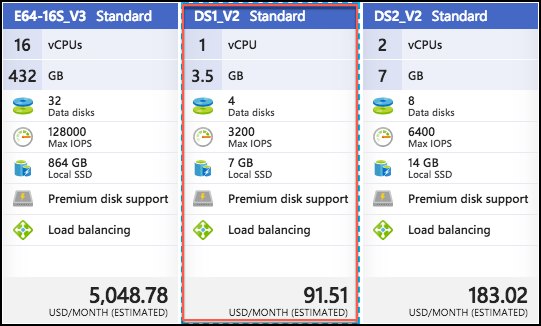 E64-16S_V3 Standard
16 vCPUs
432 GB
32
Data disks
128000
Max IOPS
864 GB
Local SSD
Premium disk support
Load balancing
5,048.78
USD/MONTH (ESTIMATED)
DS1_V2 Standard
1 vCPU
3.5 GB
4
Data disks
3200
Max IOPS
7 GB
Local SSD
Premium disk support
Load balancing
91.51
USD/MONTH (ESTIMATED)
DS2_V2 Standard
2 vCPUs
7 GB
8
Data disks
6400
Max IOPS
14 GB
Local SSD
Premium disk support
Load balancing
183.02
USD/MONTH (ESTIMATED)